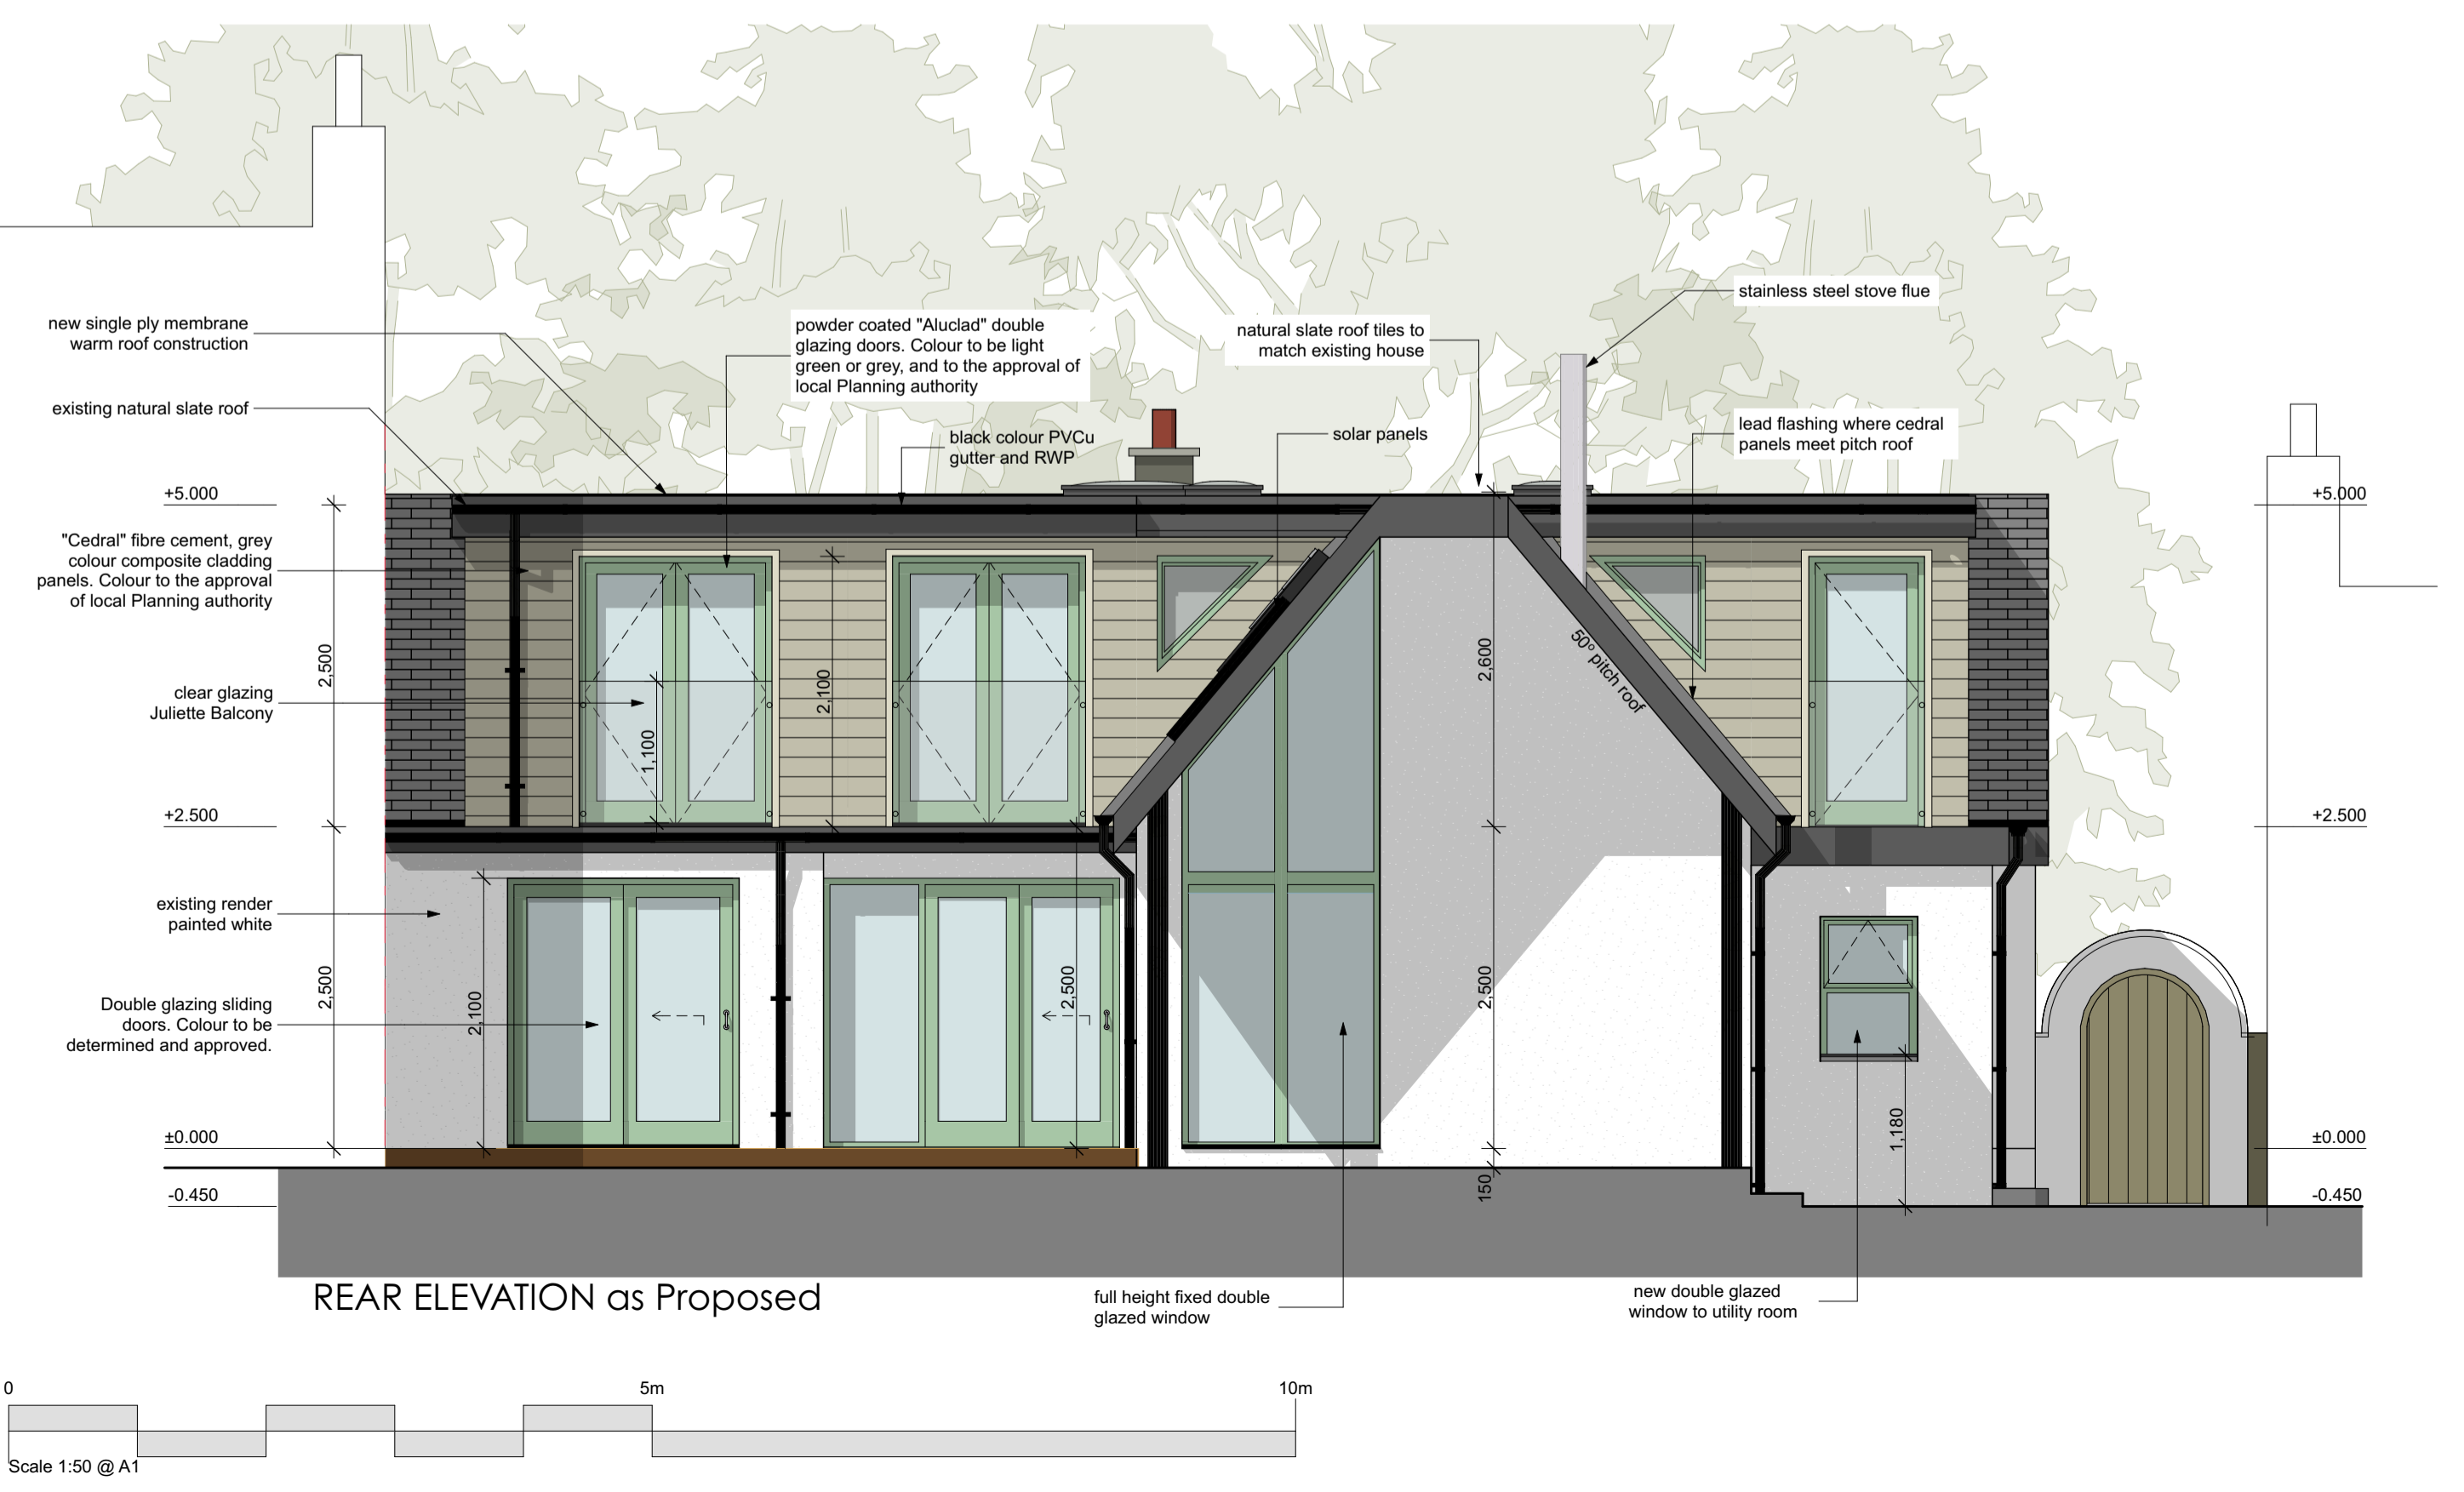 stainless steel stove flue
new single ply membrane
warm roof construction
powder coated "Aluclad" double
glazing doors. Colour to be light
green or grey, and to the approval of
local Planning authority
natural slate roof tiles to
match existing house
existing natural slate roof
black colour PVCu
gutter and RWP
solar panels
lead flashing where cedral
panels meet pitch roof
+5.000
+5.000
"Cedral" fibre cement, grey
colour composite cladding
panels. Colour to the approval
of local Planning authority
2,500
2,100
2,600
50º pitch roof
clear glazing
Juliette Balcony
1,100
+2.500
+2.500
existing render
painted white
2,500
2,100
2,500
2,500
Double glazing sliding
doors. Colour to be
determined and approved.
1,180
±0.000
±0.000
-0.450
150
-0.450
REAR ELEVATION as Proposed
full height fixed double
glazed window
new double glazed
window to utility room
0
5m
10m
Scale 1:50 @ A1